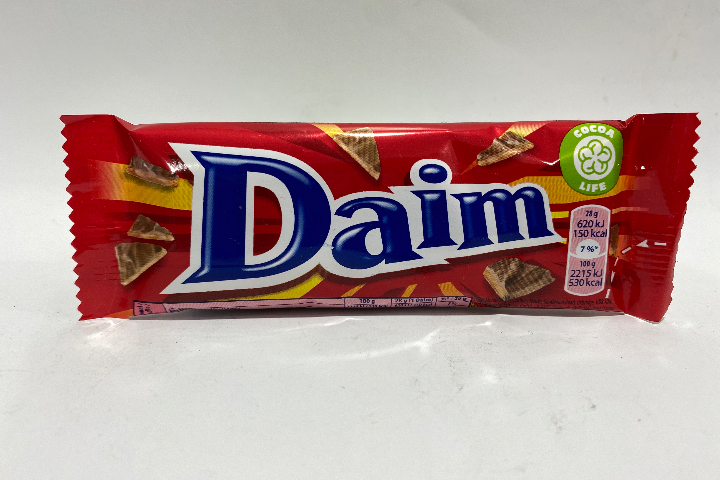 Daim
COCOA
LIFE
28 g
620 kJ
150 kcal
7 %*
100 g
2215 kJ
530 kcal
100 g